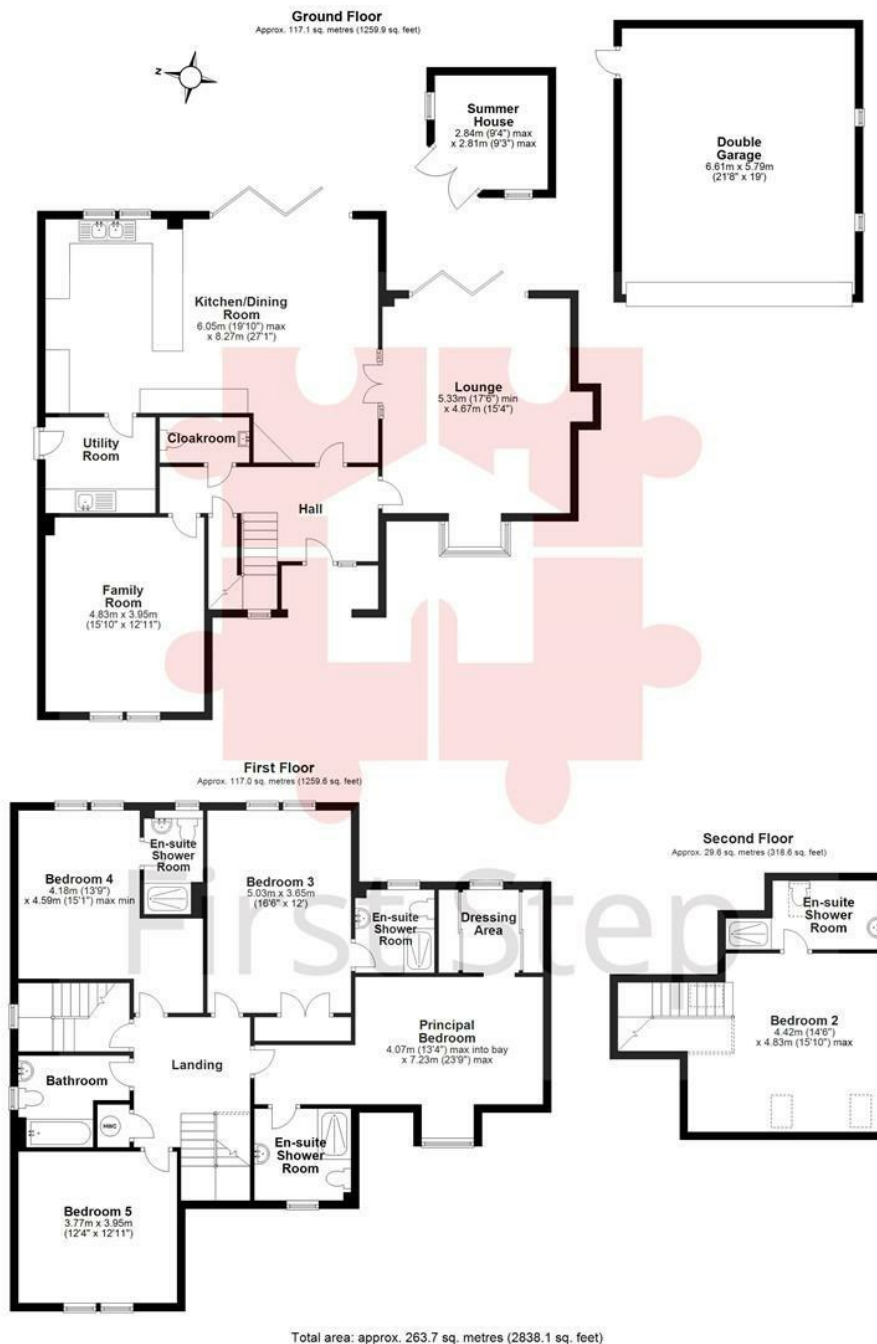 Ground Floor
Approx. 117.1 sq. metres (1259.9 sq. feet)
N
Summer
House
2.84m (9'4") max
x 2.81m (9'3") max
Double
Garage
6.61m x 5.79m
(21'8" x 19')
Kitchen/Dining
Room
6.05m (19'10") max
x 8.27m (27'1")
Lounge
5.33m (17'6") min
x 4.67m (15'4")
Utility
Room
Cloakroom
Hall
Family
Room
4.83m x 3.95m
(15'10" x 12'11")
First Floor
Approx. 117.0 sq. metres (1259.6 sq. feet)
Bedroom 4
4.18m (13'9")
x 4.59m (15'1") max min
En-suite
Shower
Room
Bedroom 3
5.03m x 3.65m
(16'6" x 12')
En-suite
Shower
Room
Dressing
Area
Principal
Bedroom
4.07m (13'4") max into bay
x 7.23m (23'9") max
Landing
Bathroom
HWC
En-suite
Shower
Room
Bedroom 5
3.77m x 3.95m
(12'4" x 12'11")
Second Floor
Approx. 29.6 sq. metres (318.6 sq. feet)
En-suite
Shower
Room
Bedroom 2
4.42m (14'6")
x 4.83m (15'10") max
First Step
Total area: approx. 263.7 sq. metres (2838.1 sq. feet)